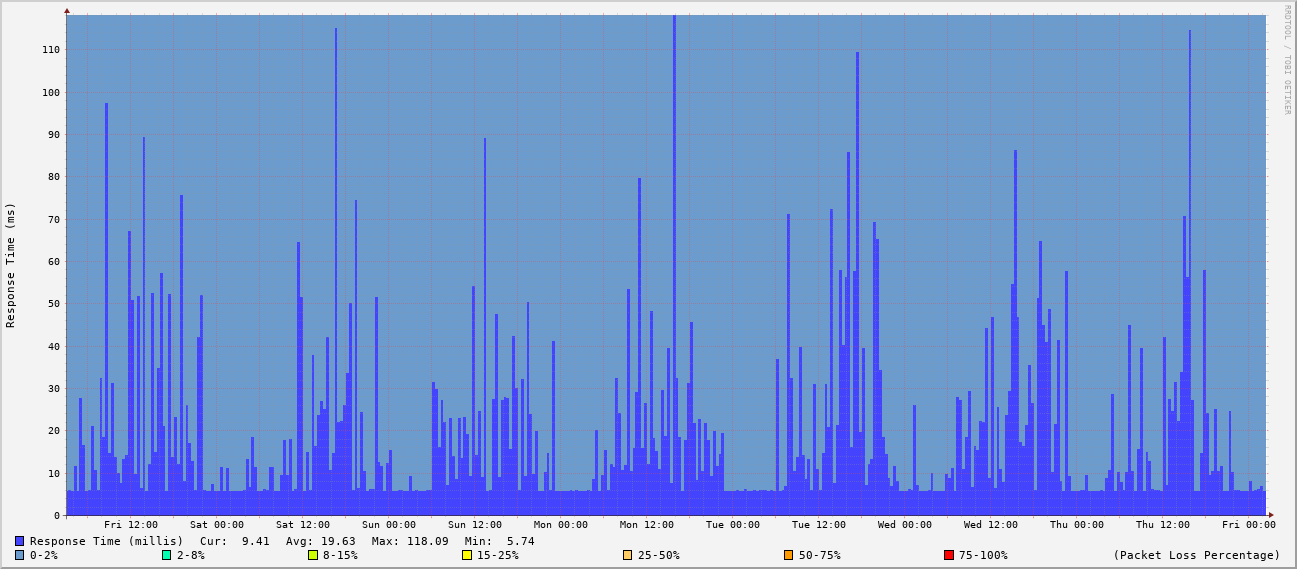 RRDTOOL / TOBI OETIKER
Response Time (ms)
110
100
90
80
70
60
50
40
30
20
10
0
Fri 12:00 Sat 00:00 Sat 12:00 Sun 00:00 Sun 12:00 Mon 00:00 Mon 12:00 Tue 00:00 Tue 12:00 Wed 00:00 Wed 12:00 Thu 00:00 Thu 12:00 Fri 00:00
Response Time (millis) Cur: 9.41 Avg: 19.63 Max: 118.09 Min: 5.74
0-2% 2-8% 8-15% 15-25% 25-50% 50-75% 75-100% (Packet Loss Percentage)